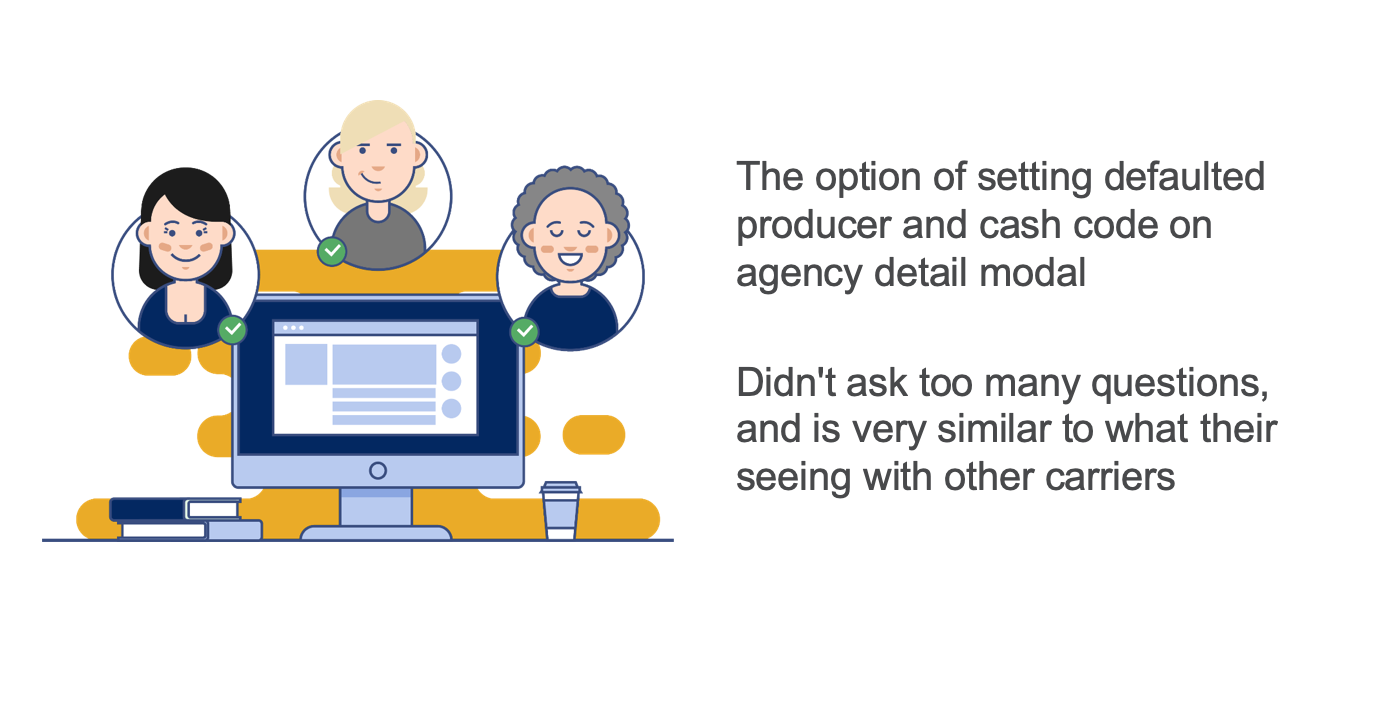 The option of setting defaulted
producer and cash code on
agency detail modal
Didn't ask too many questions,
and is very similar to what their
seeing with other carriers